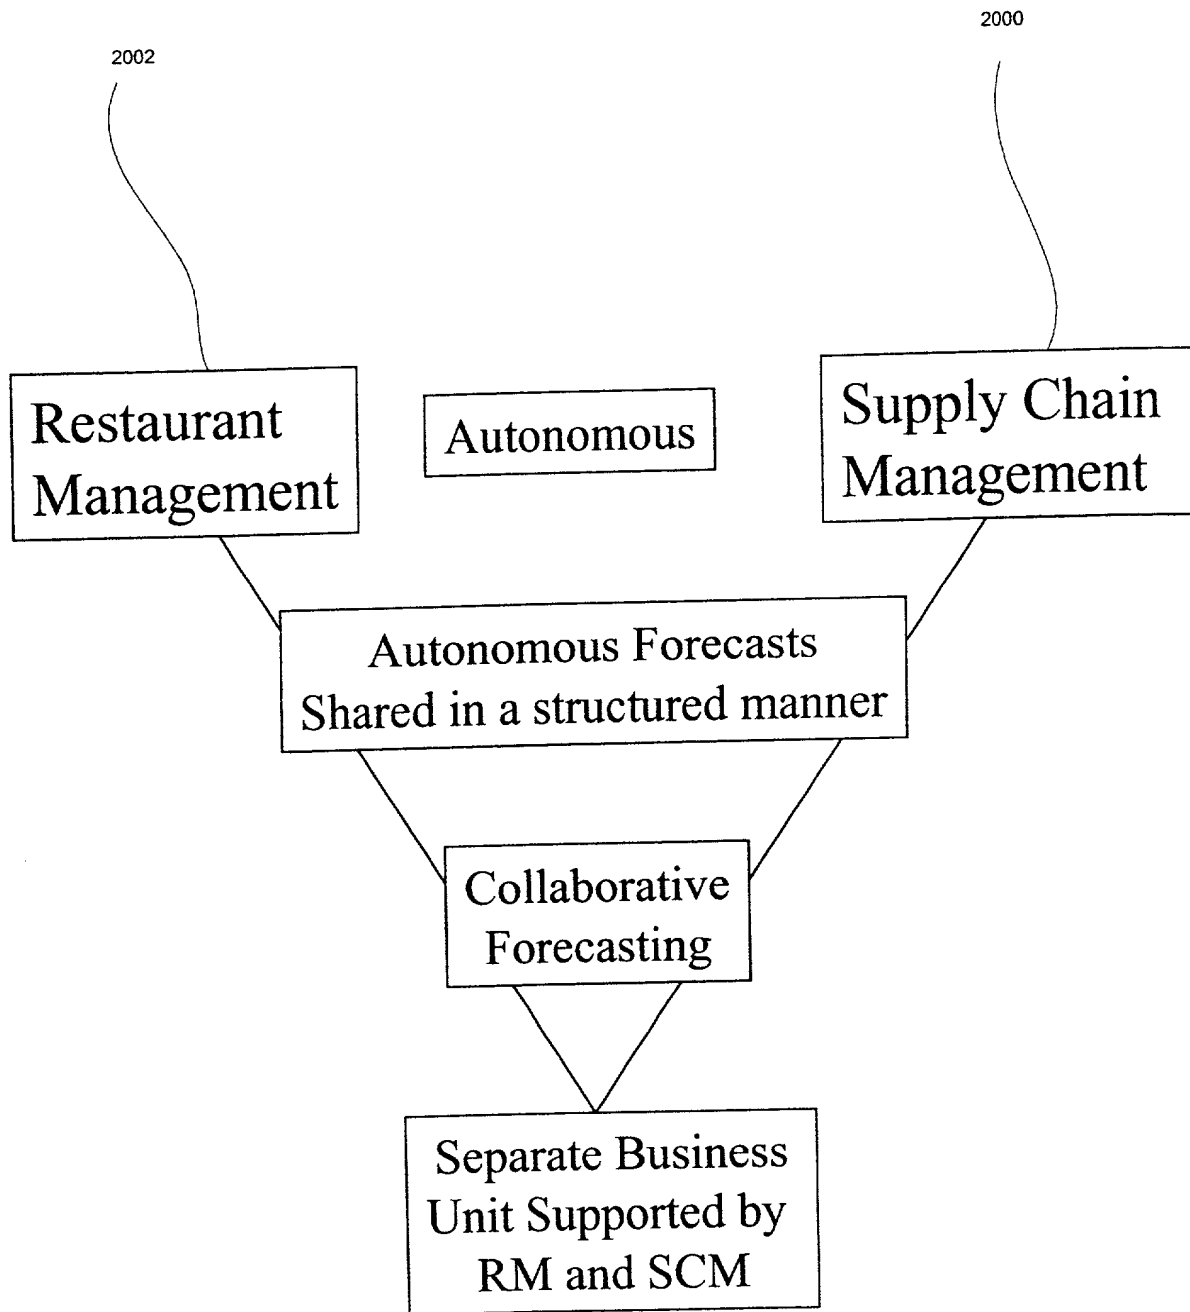 2002
2000
Restaurant
Management
Autonomous
Supply Chain
Management
Autonomous Forecasts
Shared in a structured manner
Collaborative
Forecasting
Separate Business
Unit Supported by
RM and SCM